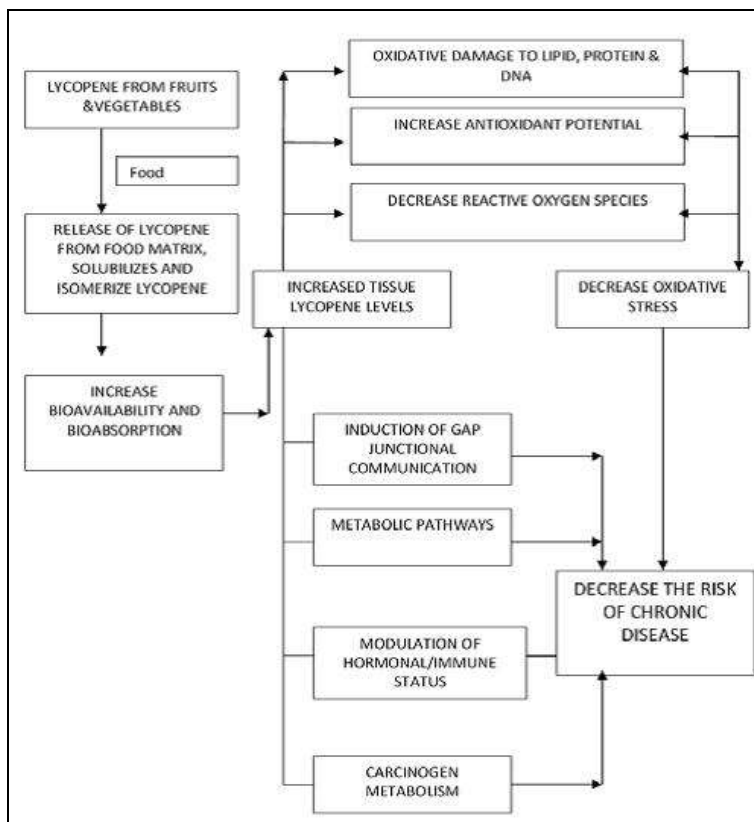 LYCOPENE FROM FRUITS
&VEGETABLES
Food
RELEASE OF LYCOPENE
FROM FOOD MATRIX,
SOLUBILIZES AND
ISOMERIZE LYCOPENE
INCREASE
BIOAVAILABILITY AND
BIOABSORPTION
OXIDATIVE DAMAGE TO LIPID, PROTEIN &
DNA
INCREASE ANTIOXIDANT POTENTIAL
DECREASE REACTIVE OXYGEN SPECIES
INCREASED TISSUE
LYCOPENE LEVELS
DECREASE OXIDATIVE
STRESS
INDUCTION OF GAP
JUNCTIONAL
COMMUNICATION
METABOLIC PATHWAYS
MODULATION OF
HORMONAL/IMMUNE
STATUS
CARCINOGEN
METABOLISM
DECREASE THE RISK
OF CHRONIC
DISEASE